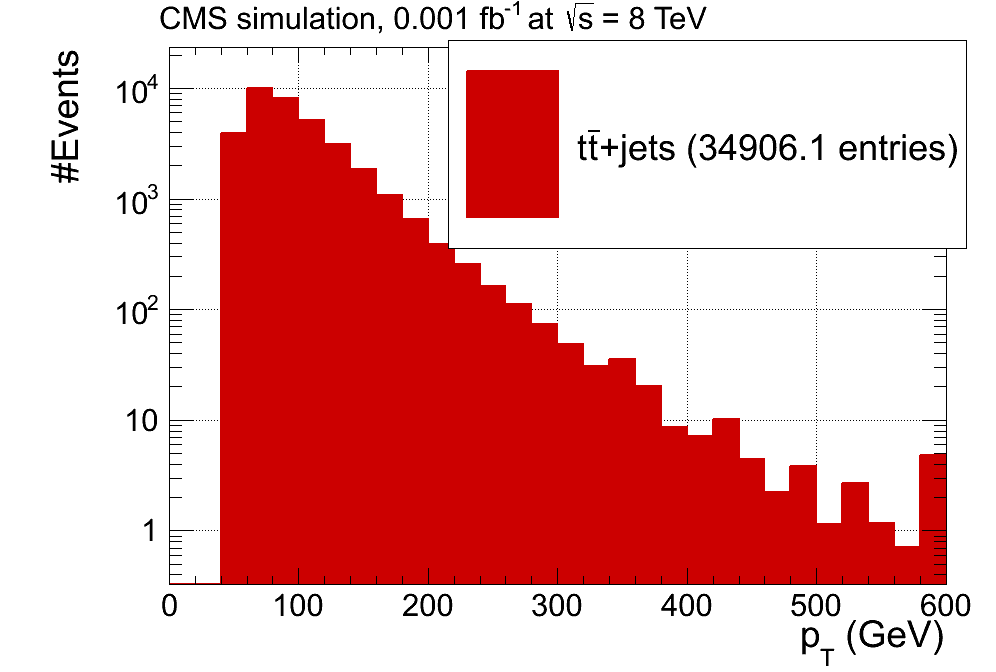 CMS simulation, 0.001 fb⁻¹ at √s = 8 TeV
#Events
tt̄+jets (34906.1 entries)
10⁴
10³
10²
10
1
0 100 200 300 400 500 600
p_T (GeV)